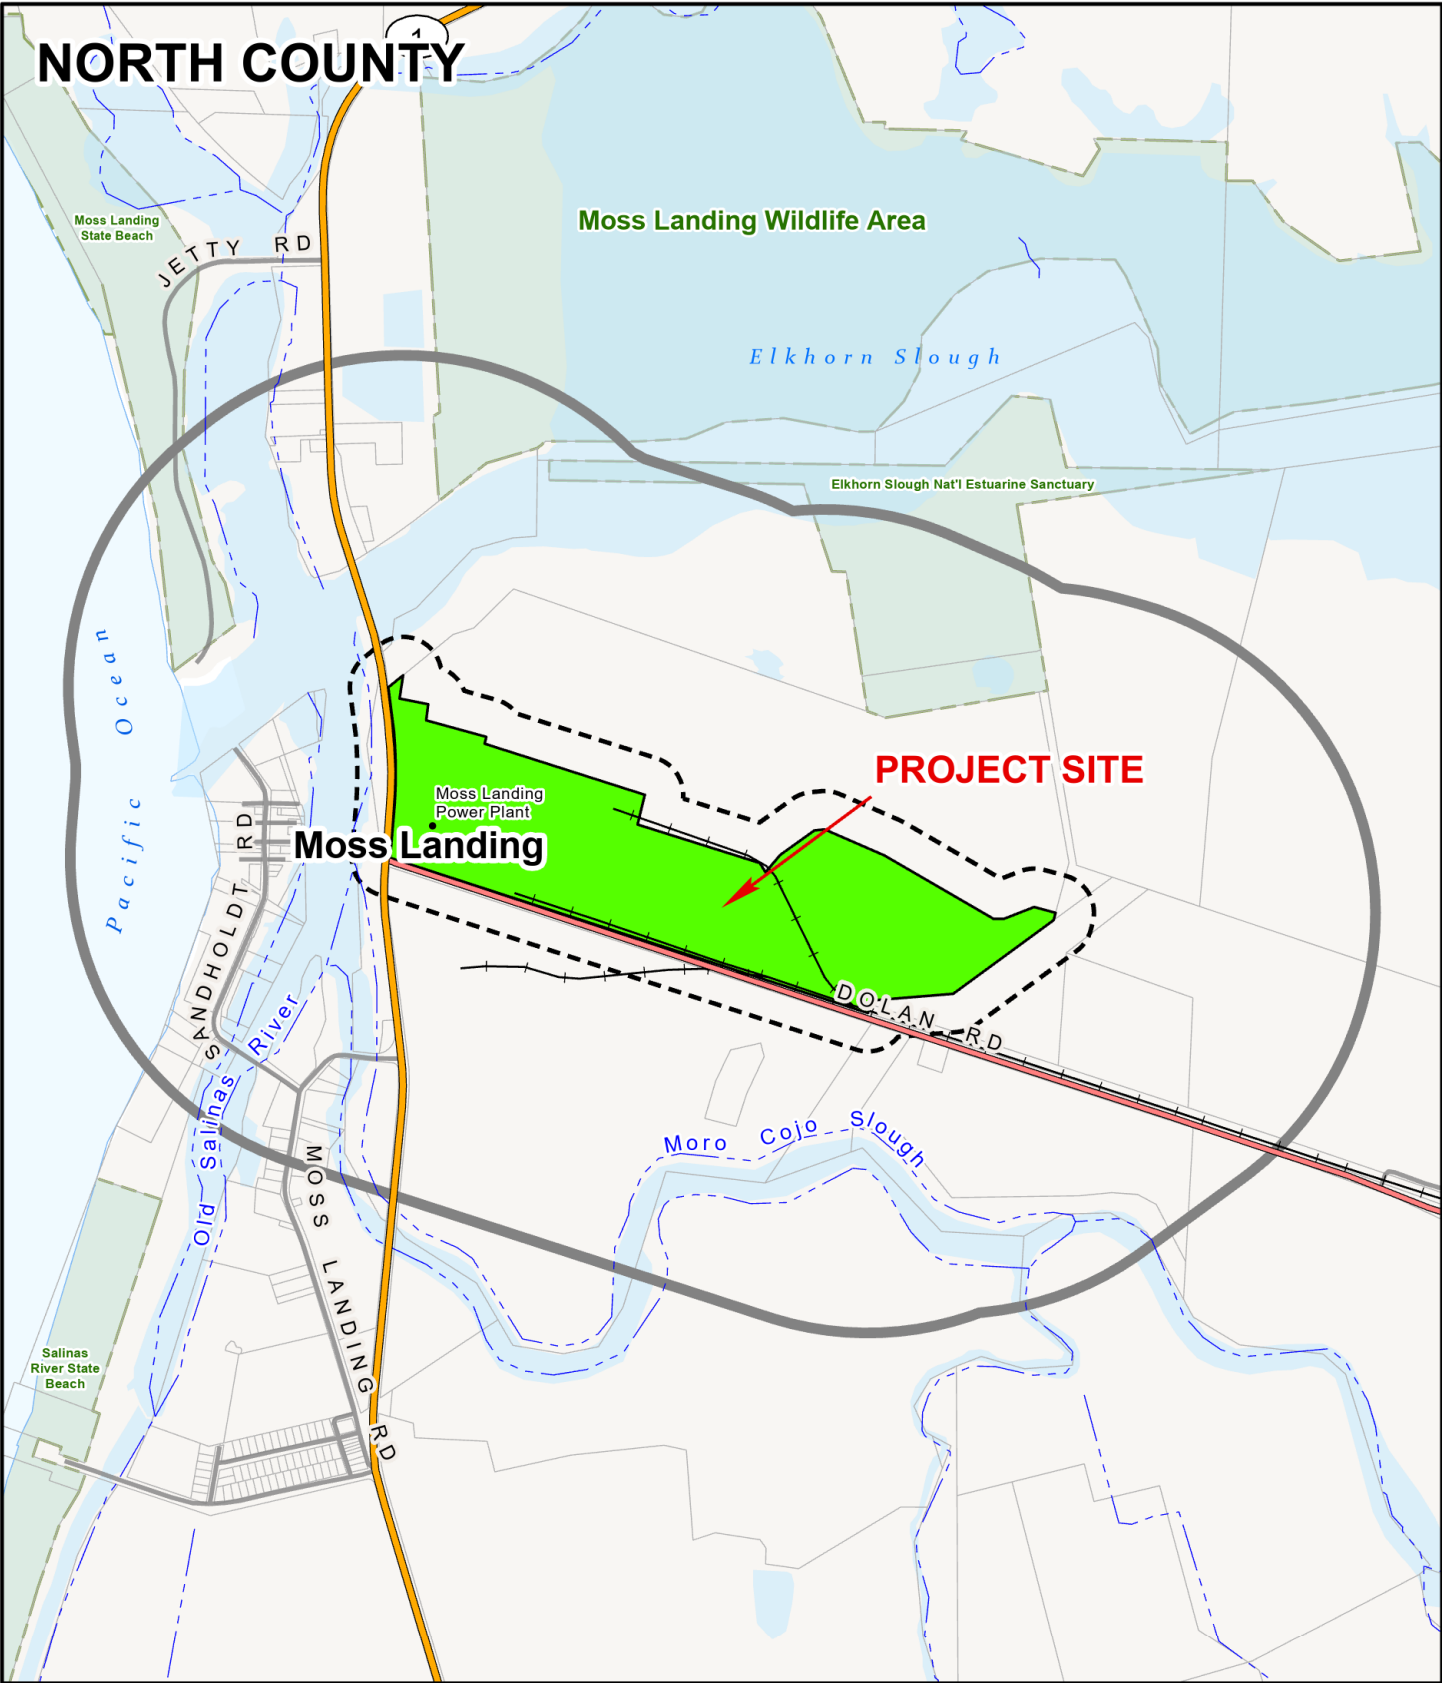 1
NORTH COUNTY
Moss Landing
State Beach
JETTY RD
Moss Landing Wildlife Area
Elkhorn Slough
Elkhorn Slough Nat'l Estuarine Sanctuary
Pacific Ocean
PROJECT SITE
Moss Landing
Power Plant
Moss Landing
SANDHOLDT RD
DOLAN RD
Old Salinas River
Moro Cojo Slough
MOSS LANDING RD
Salinas
River State
Beach